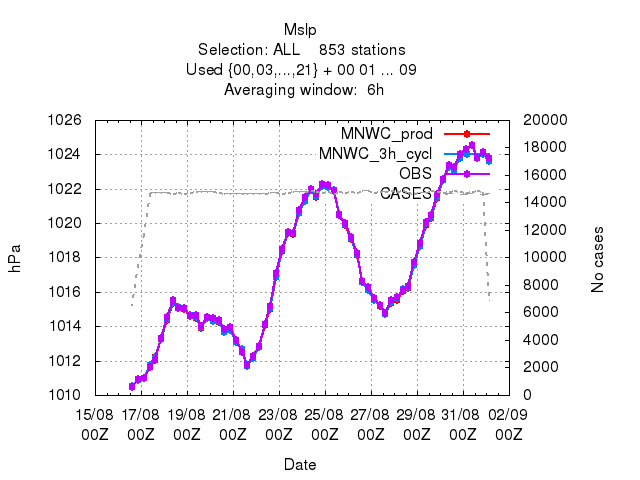 Mslp
Selection: ALL    853 stations
Used {00,03,...,21} + 00 01 ... 09
Averaging window:  6h
1026
1024
1022
1020
1018
1016
1014
1012
1010
hPa
MNWC_prod
MNWC_3h_cycl
OBS
CASES
20000
18000
16000
14000
12000
10000
8000
6000
4000
2000
0
No cases
15/08 17/08 19/08 21/08 23/08 25/08 27/08 29/08 31/08 02/09
00Z 00Z 00Z 00Z 00Z 00Z 00Z 00Z 00Z 00Z
Date